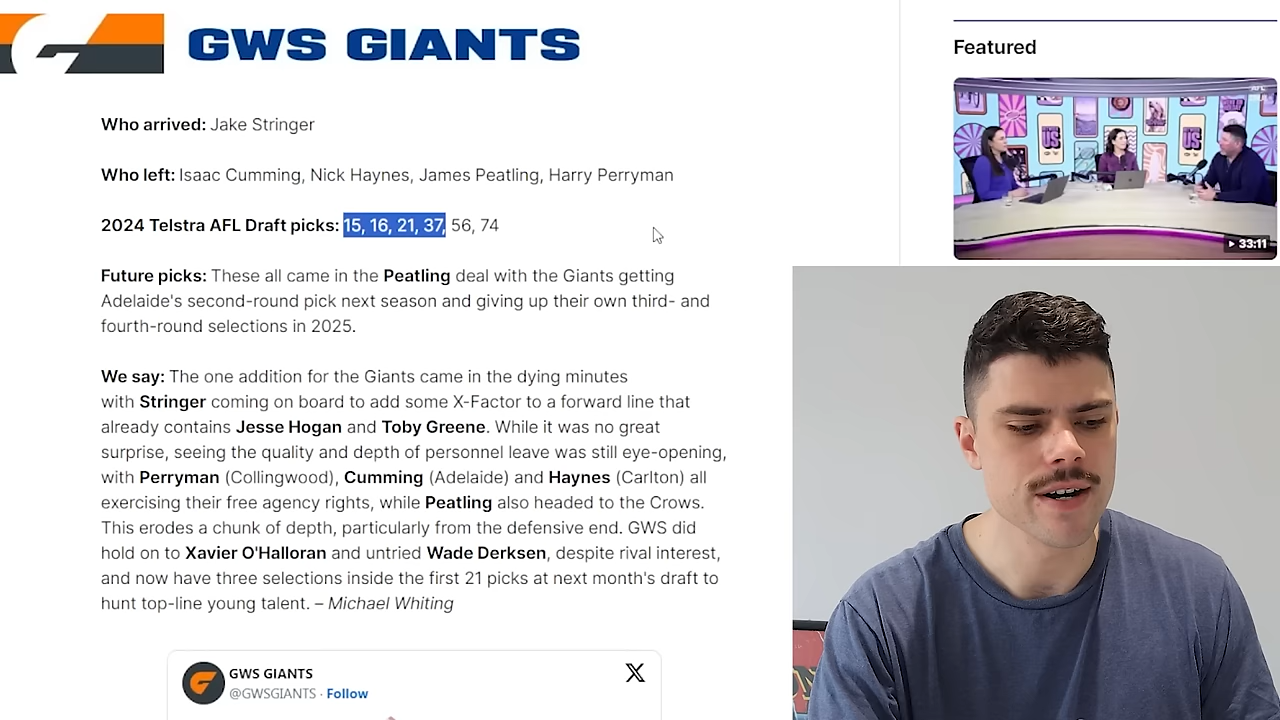 GWS GIANTS
Who arrived: Jake Stringer
Who left: Isaac Cumming, Nick Haynes, James Peatling, Harry Perryman
2024 Telstra AFL Draft picks: 15, 16, 21, 37, 56, 74
Future picks: These all came in the Peatling deal with the Giants getting
Adelaide's second-round pick next season and giving up their own third- and
fourth-round selections in 2025.
We say: The one addition for the Giants came in the dying minutes
with Stringer coming on board to add some X-Factor to a forward line that
already contains Jesse Hogan and Toby Greene. While it was no great
surprise, seeing the quality and depth of personnel leave was still eye-opening,
with Perryman (Collingwood), Cumming (Adelaide) and Haynes (Carlton) all
exercising their free agency rights, while Peatling also headed to the Crows.
This erodes a chunk of depth, particularly from the defensive end. GWS did
hold on to Xavier O'Halloran and untried Wade Derksen, despite rival interest,
and now have three selections inside the first 21 picks at next month's draft to
hunt top-line young talent. – Michael Whiting
GWS GIANTS
@GWSGIANTS · Follow
Featured
33:11